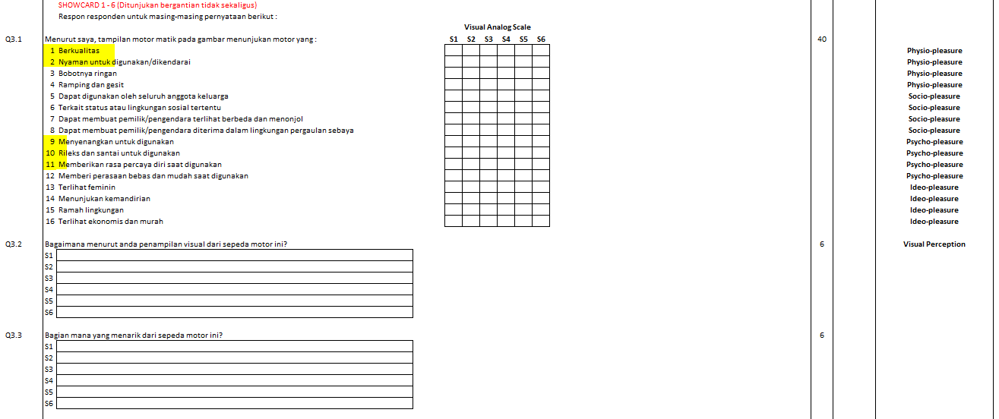 SHOWCARD 1 - 6 (Ditunjukan bergantian tidak sekaligus)
Respon responden untuk masing-masing pernyataan berikut :
Visual Analog Scale
Q3.1 Menurut saya, tampilan motor matik pada gambar menunjukan motor yang : S1 S2 S3 S4 S5 S6 40
1 Berkualitas Physio-pleasure
2 Nyaman untuk digunakan/dikendarai Physio-pleasure
3 Bobotnya ringan Physio-pleasure
4 Ramping dan gesit Physio-pleasure
5 Dapat digunakan oleh seluruh anggota keluarga Socio-pleasure
6 Terkait status atau lingkungan sosial tertentu Socio-pleasure
7 Dapat membuat pemilik/pengendara terlihat berbeda dan menonjol Socio-pleasure
8 Dapat membuat pemilik/pengendara diterima dalam lingkungan pergaulan sebaya Socio-pleasure
9 Menyenangkan untuk digunakan Psycho-pleasure
10 Rileks dan santai untuk digunakan Psycho-pleasure
11 Memberikan rasa percaya diri saat digunakan Psycho-pleasure
12 Memberi perasaan bebas dan mudah saat digunakan Psycho-pleasure
13 Terlihat feminin Ideo-pleasure
14 Menunjukan kemandirian Ideo-pleasure
15 Ramah lingkungan Ideo-pleasure
16 Terlihat ekonomis dan murah Ideo-pleasure
Q3.2 Bagaimana menurut anda penampilan visual dari sepeda motor ini? 6 Visual Perception
S1
S2
S3
S4
S5
S6
Q3.3 Bagian mana yang menarik dari sepeda motor ini? 6
S1
S2
S3
S4
S5
S6